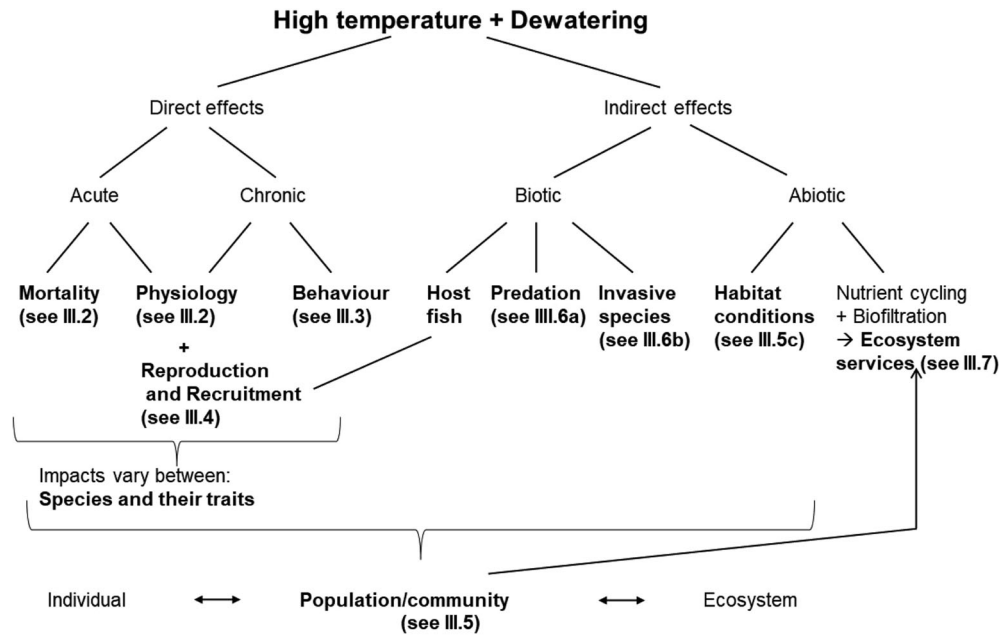 High temperature + Dewatering
Direct effects
Indirect effects
Acute
Chronic
Biotic
Abiotic
Mortality
(see III.2)
Physiology
(see III.2)
+
Reproduction
and Recruitment
(see III.4)
Behaviour
(see III.3)
Host
fish
Predation
(see IIII.6a)
Invasive
species
(see III.6b)
Habitat
conditions
(see III.5c)
Nutrient cycling
+ Biofiltration
→ Ecosystem
services (see III.7)
Impacts vary between:
Species and their traits
Individual
Population/community
(see III.5)
Ecosystem